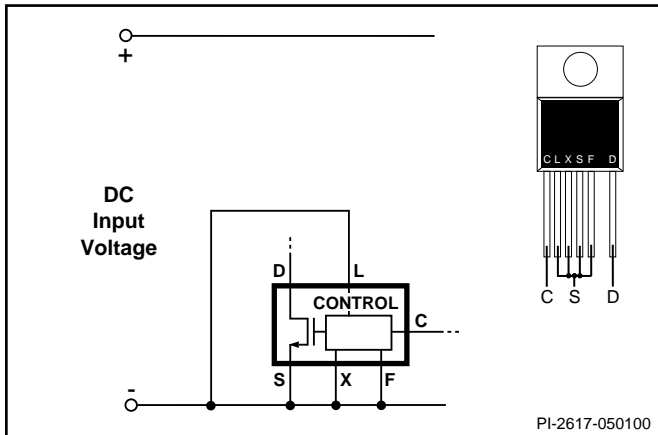 +
DC
Input
Voltage
D L
CONTROL
C
S X F
-
C L X S F D
C S D
PI-2617-050100